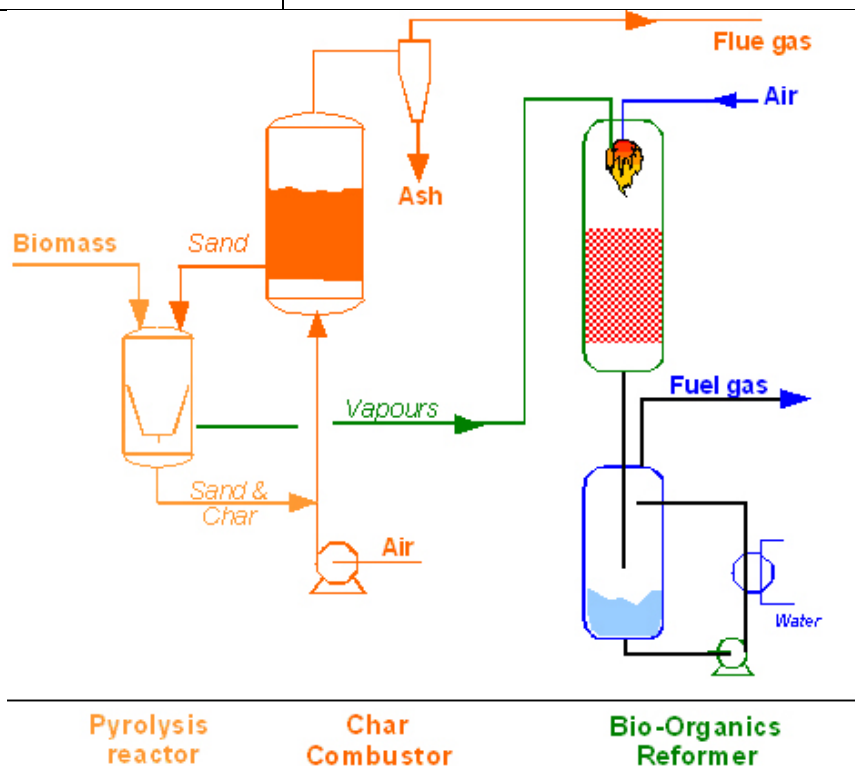 Flue gas
Air
Ash
Biomass
Sand
Fuel gas
Vapours
Sand &
Char
Air
Water
Pyrolysis
reactor
Char
Combustor
Bio-Organics
Reformer